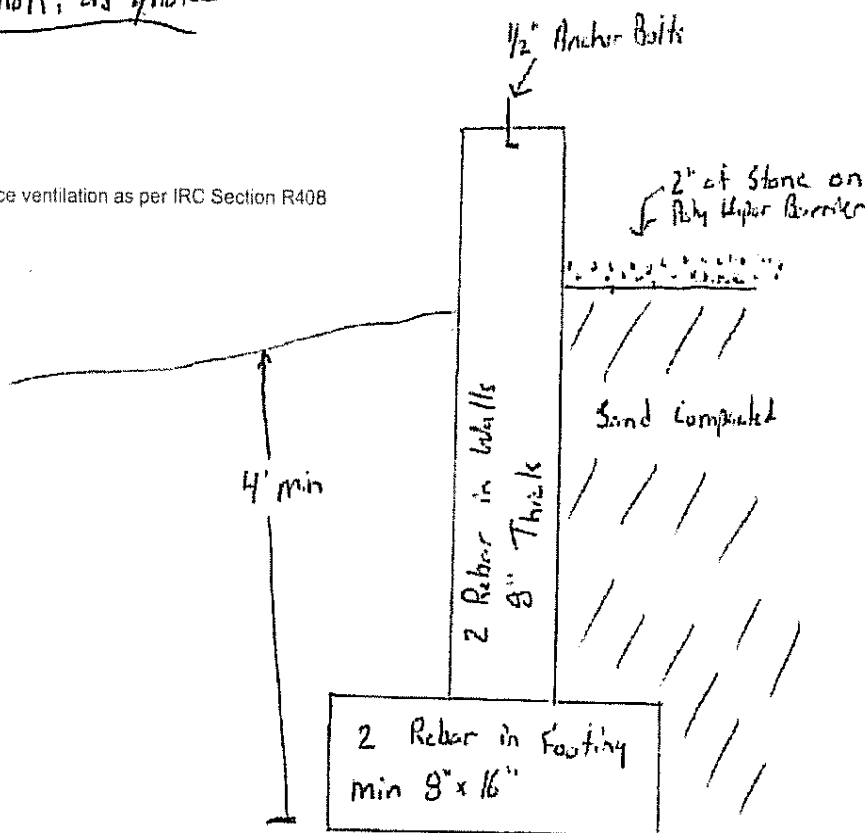 1/2" Anchor Bolts
ce ventilation as per IRC Section R408
2" of Stone on
Poly Vapor Barrier
Sand Compacted
4' min
2 Rebar in Walls
8" Thick
2 Rebar in Footing
min 8" x 16"